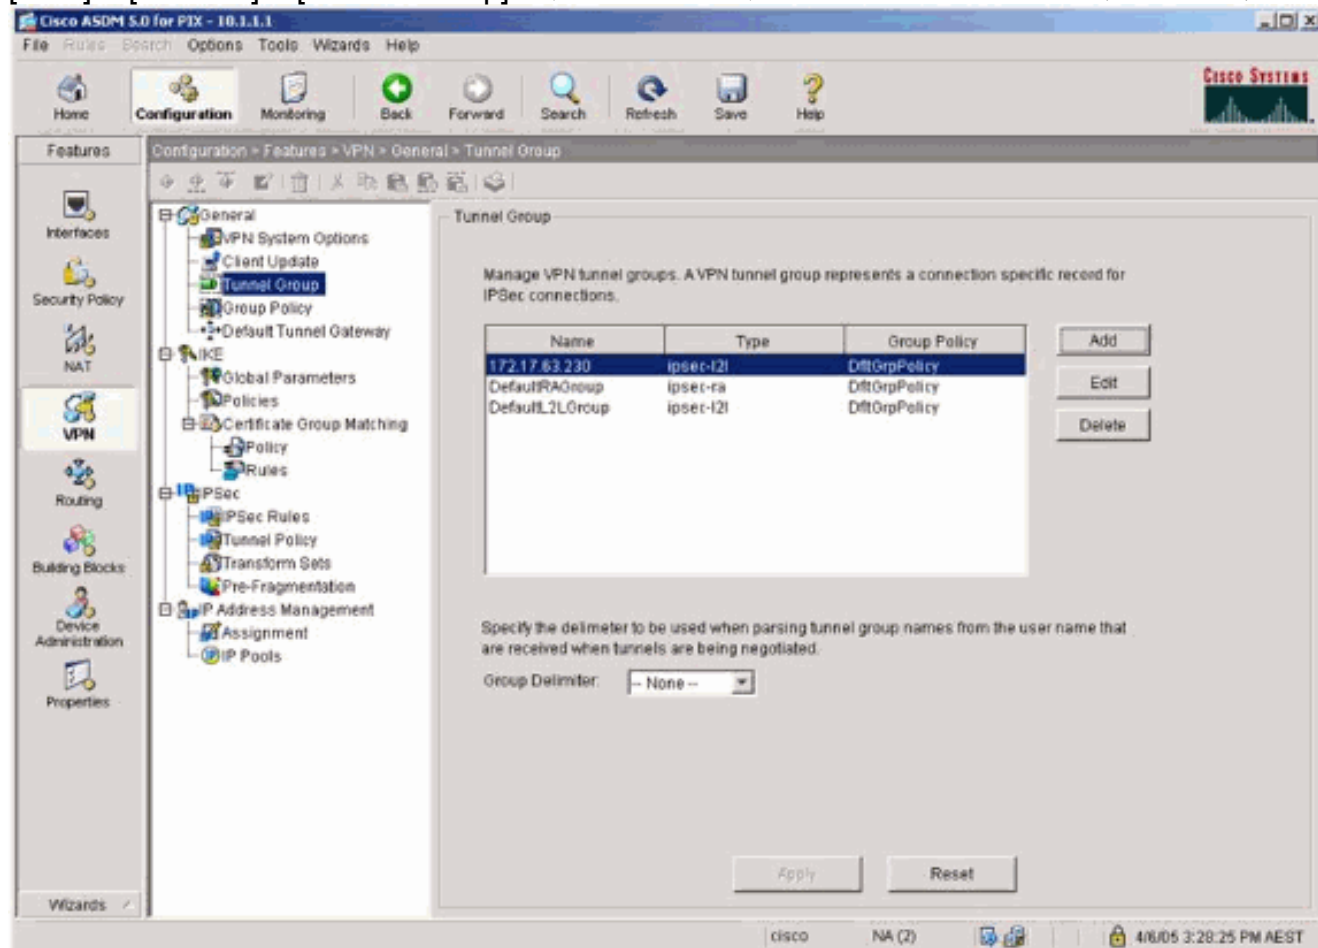 Cisco ASDM 5.0 for PIX - 10.1.1.1
File Rules Search Options Tools Wizards Help
Home Configuration Monitoring Back Forward Search Refresh Save Help
CISCO SYSTEMS
Features
Configuration > Features > VPN > General > Tunnel Group
Interfaces
Security Policy
NAT
VPN
Routing
Building Blocks
Device
Administration
Properties
Wizards
General
VPN System Options
Client Update
Tunnel Group
Group Policy
Default Tunnel Gateway
IKE
Global Parameters
Policies
Certificate Group Matching
Policy
Rules
IPSec
IPSec Rules
Tunnel Policy
Transform Sets
Pre-Fragmentation
IP Address Management
Assignment
IP Pools
Tunnel Group
Manage VPN tunnel groups. A VPN tunnel group represents a connection specific record for
IPSec connections.
Name Type Group Policy
172.17.63.230 ipsec-l2l DfltGrpPolicy
DefaultRAGroup ipsec-ra DfltGrpPolicy
DefaultL2LGroup ipsec-l2l DfltGrpPolicy
Add
Edit
Delete
Specify the delimeter to be used when parsing tunnel group names from the user name that
are received when tunnels are being negotiated.
Group Delimiter: -- None --
Apply Reset
cisco NA (2) 4/6/05 3:28:25 PM AEST